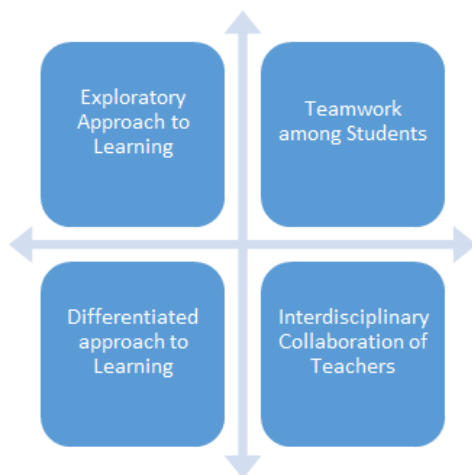 Exploratory
Approach to
Learning
Teamwork
among Students
Differentiated
approach to
Learning
Interdisciplinary
Collaboration of
Teachers